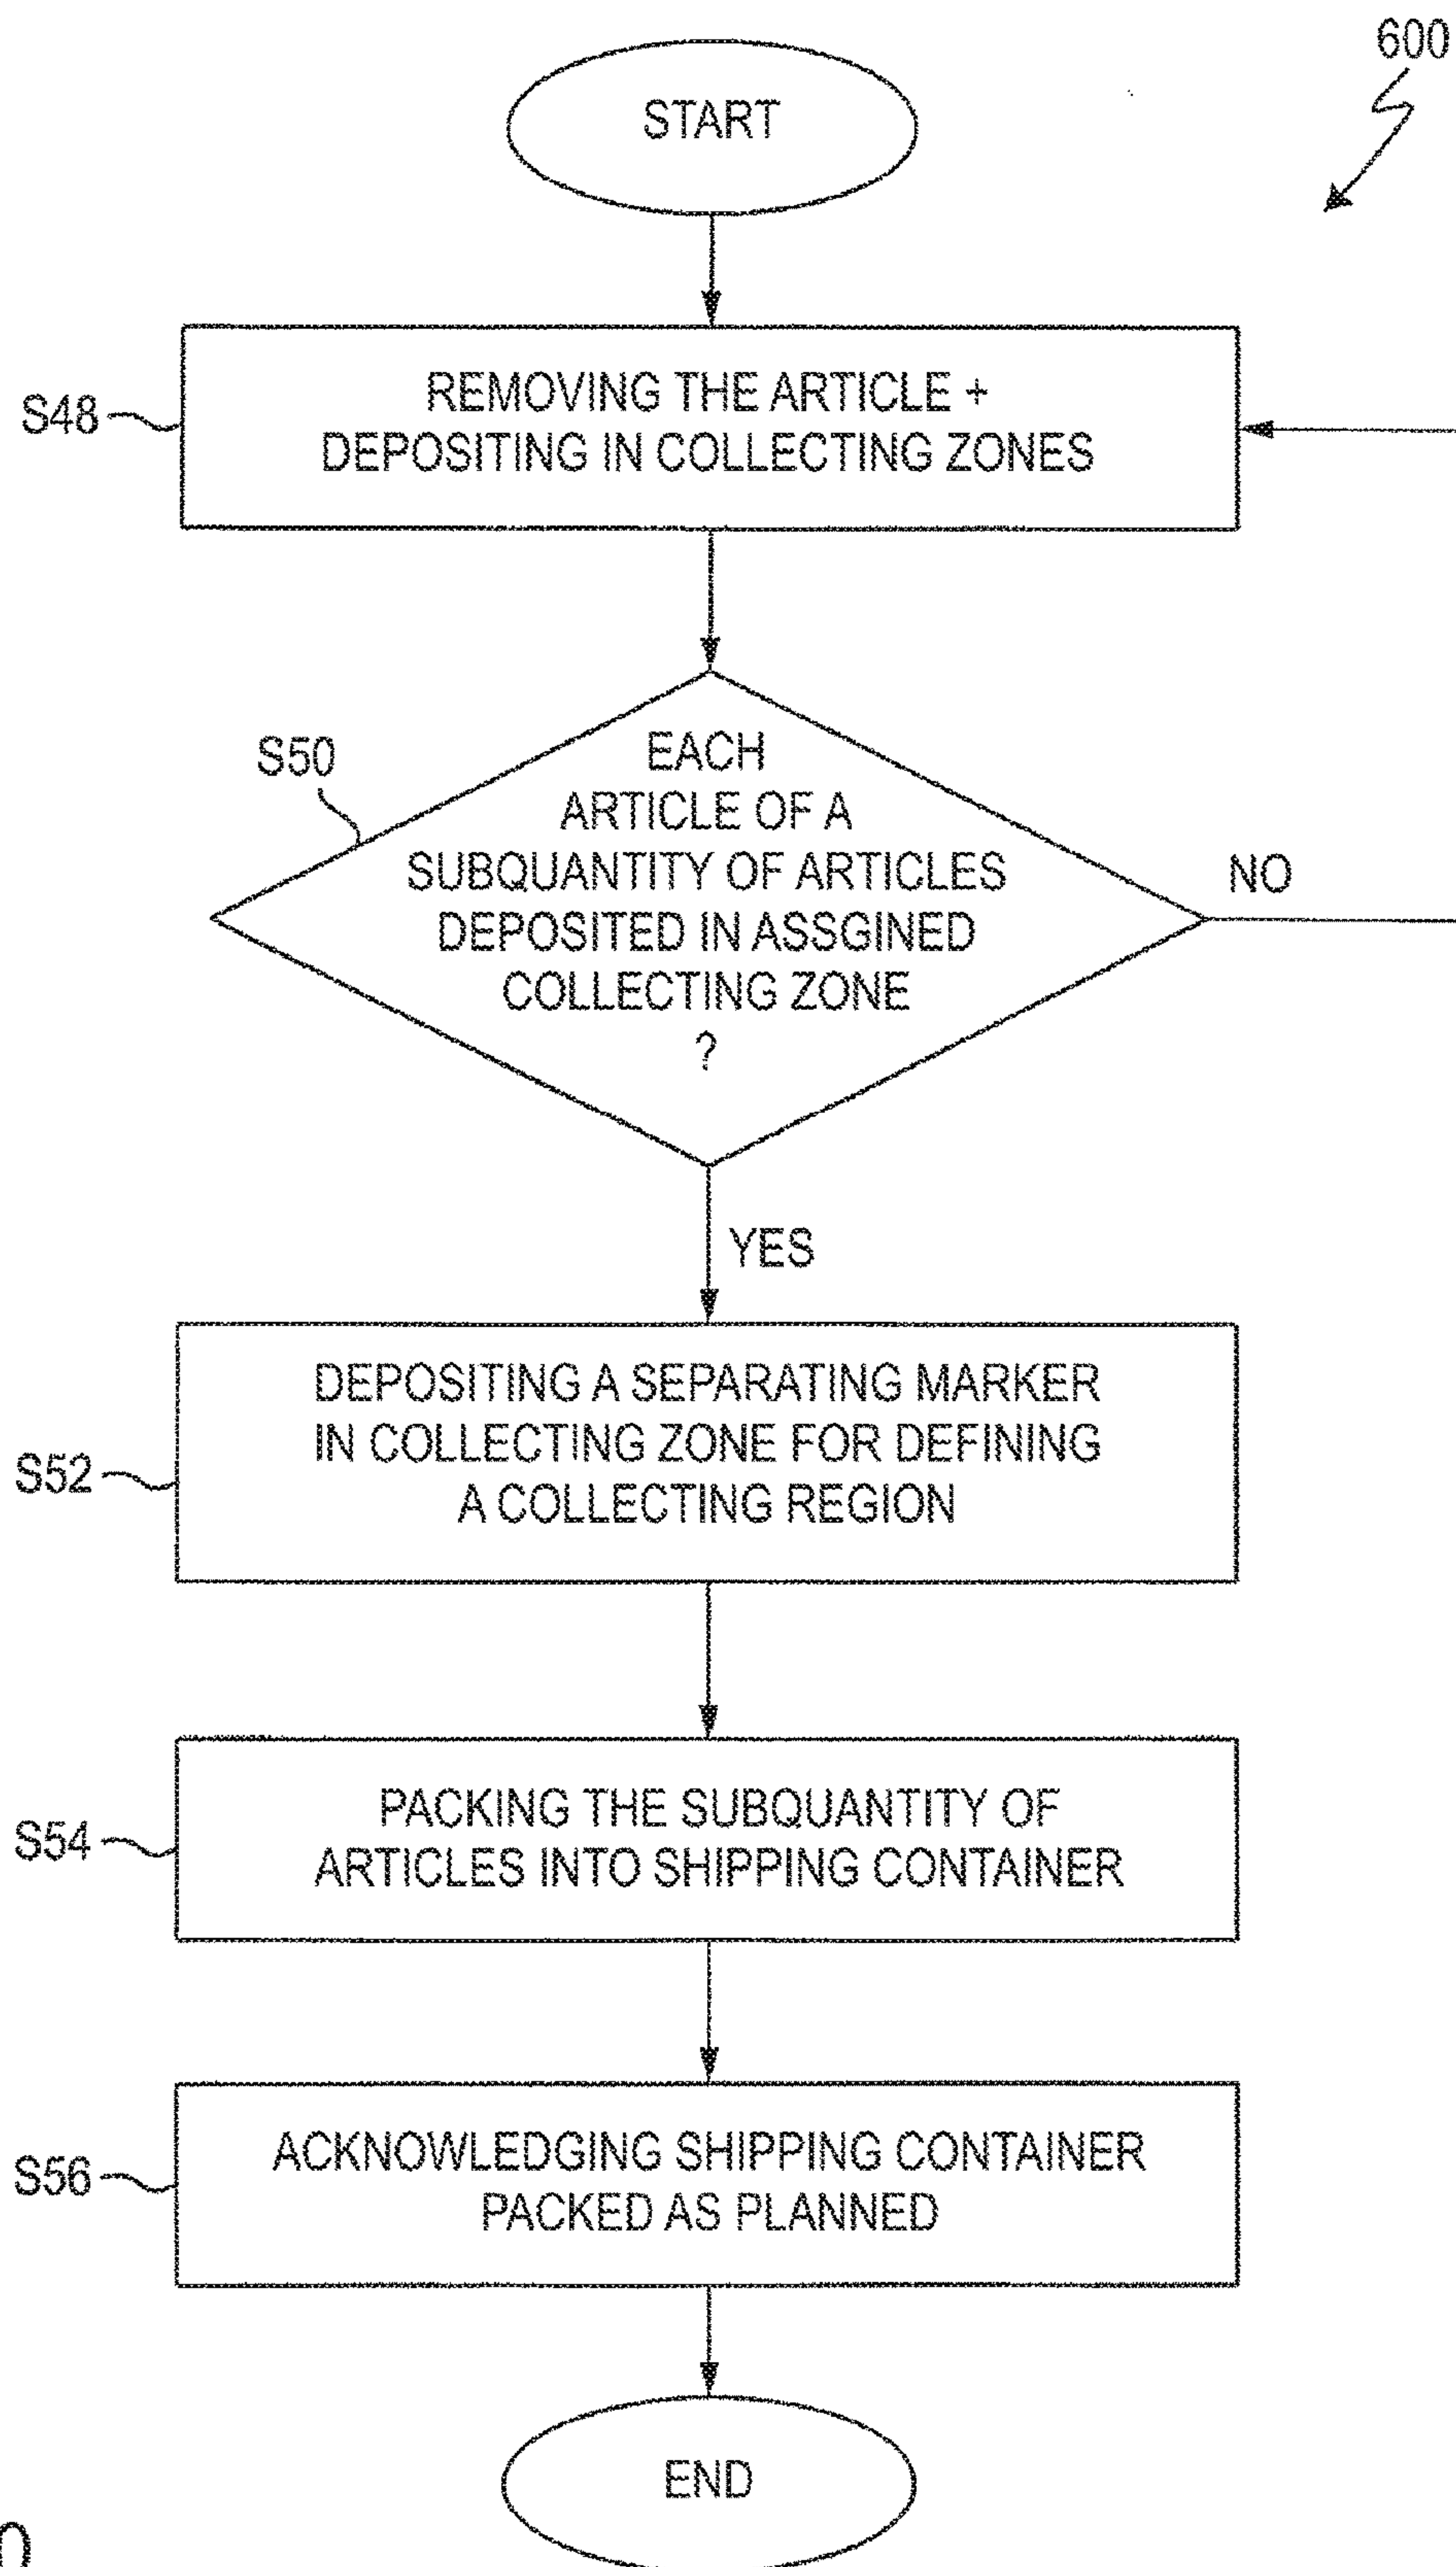 600
START
S48
REMOVING THE ARTICLE +
DEPOSITING IN COLLECTING ZONES
S50
EACH
ARTICLE OF A
SUBQUANTITY OF ARTICLES
DEPOSITED IN ASSGINED
COLLECTING ZONE
?
NO
YES
S52
DEPOSITING A SEPARATING MARKER
IN COLLECTING ZONE FOR DEFINING
A COLLECTING REGION
S54
PACKING THE SUBQUANTITY OF
ARTICLES INTO SHIPPING CONTAINER
S56
ACKNOWLEDGING SHIPPING CONTAINER
PACKED AS PLANNED
END